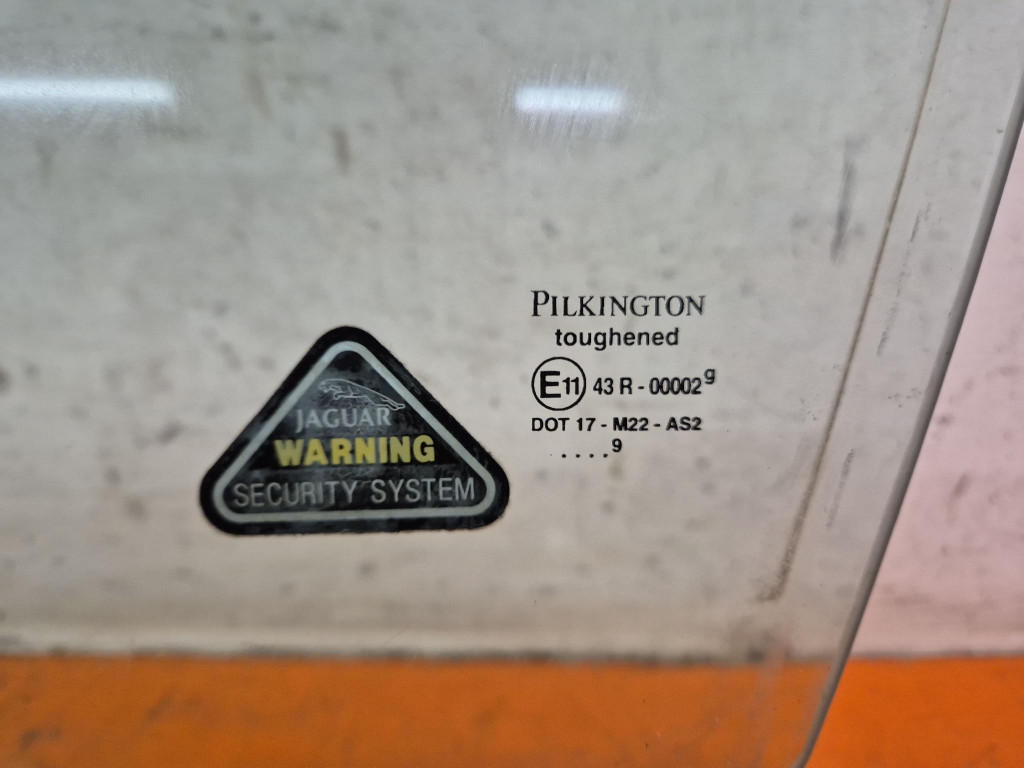 JAGUAR
WARNING
SECURITY SYSTEM
PILKINGTON
toughened
E11 43 R - 00002 g
DOT 17 - M22 - AS2
. . . . 9